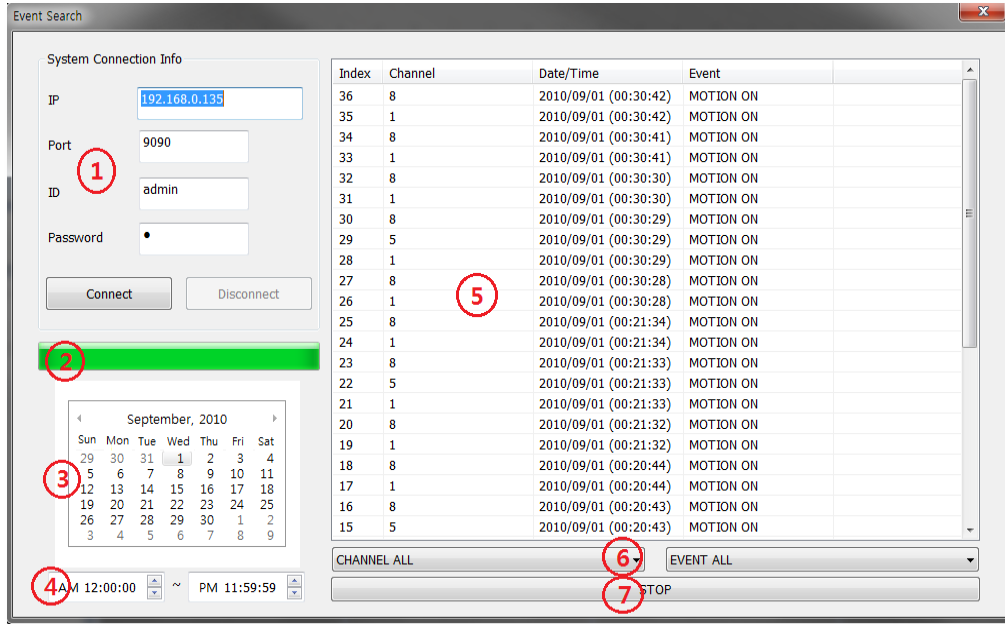 Event Search
x
System Connection Info
IP 192.168.0.135
Port 9090
1
ID admin
Password •
Connect Disconnect
2
September, 2010
Sun Mon Tue Wed Thu Fri Sat
29 30 31 1 2 3 4
5 6 7 8 9 10 11
3
12 13 14 15 16 17 18
19 20 21 22 23 24 25
26 27 28 29 30 1 2
3 4 5 6 7 8 9
4
AM 12:00:00 ~ PM 11:59:59
Index Channel Date/Time Event
36 8 2010/09/01 (00:30:42) MOTION ON
35 1 2010/09/01 (00:30:42) MOTION ON
34 8 2010/09/01 (00:30:41) MOTION ON
33 1 2010/09/01 (00:30:41) MOTION ON
32 8 2010/09/01 (00:30:30) MOTION ON
31 1 2010/09/01 (00:30:30) MOTION ON
30 8 2010/09/01 (00:30:29) MOTION ON
29 5 2010/09/01 (00:30:29) MOTION ON
28 1 2010/09/01 (00:30:29) MOTION ON
27 8 2010/09/01 (00:30:28) MOTION ON
5
26 1 2010/09/01 (00:30:28) MOTION ON
25 8 2010/09/01 (00:21:34) MOTION ON
24 1 2010/09/01 (00:21:34) MOTION ON
23 8 2010/09/01 (00:21:33) MOTION ON
22 5 2010/09/01 (00:21:33) MOTION ON
21 1 2010/09/01 (00:21:33) MOTION ON
20 8 2010/09/01 (00:21:32) MOTION ON
19 1 2010/09/01 (00:21:32) MOTION ON
18 8 2010/09/01 (00:20:44) MOTION ON
17 1 2010/09/01 (00:20:44) MOTION ON
16 8 2010/09/01 (00:20:43) MOTION ON
15 5 2010/09/01 (00:20:43) MOTION ON
CHANNEL ALL 6 EVENT ALL
7 STOP